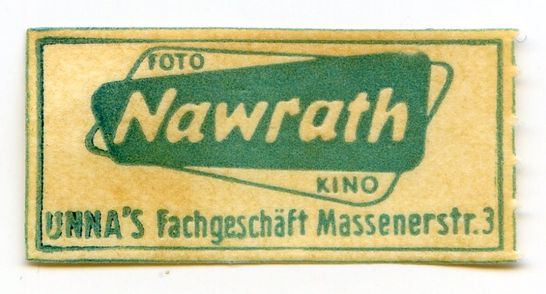 FOTO
Nawrath
KINO
UNNA'S Fachgeschäft Massenerstr.3